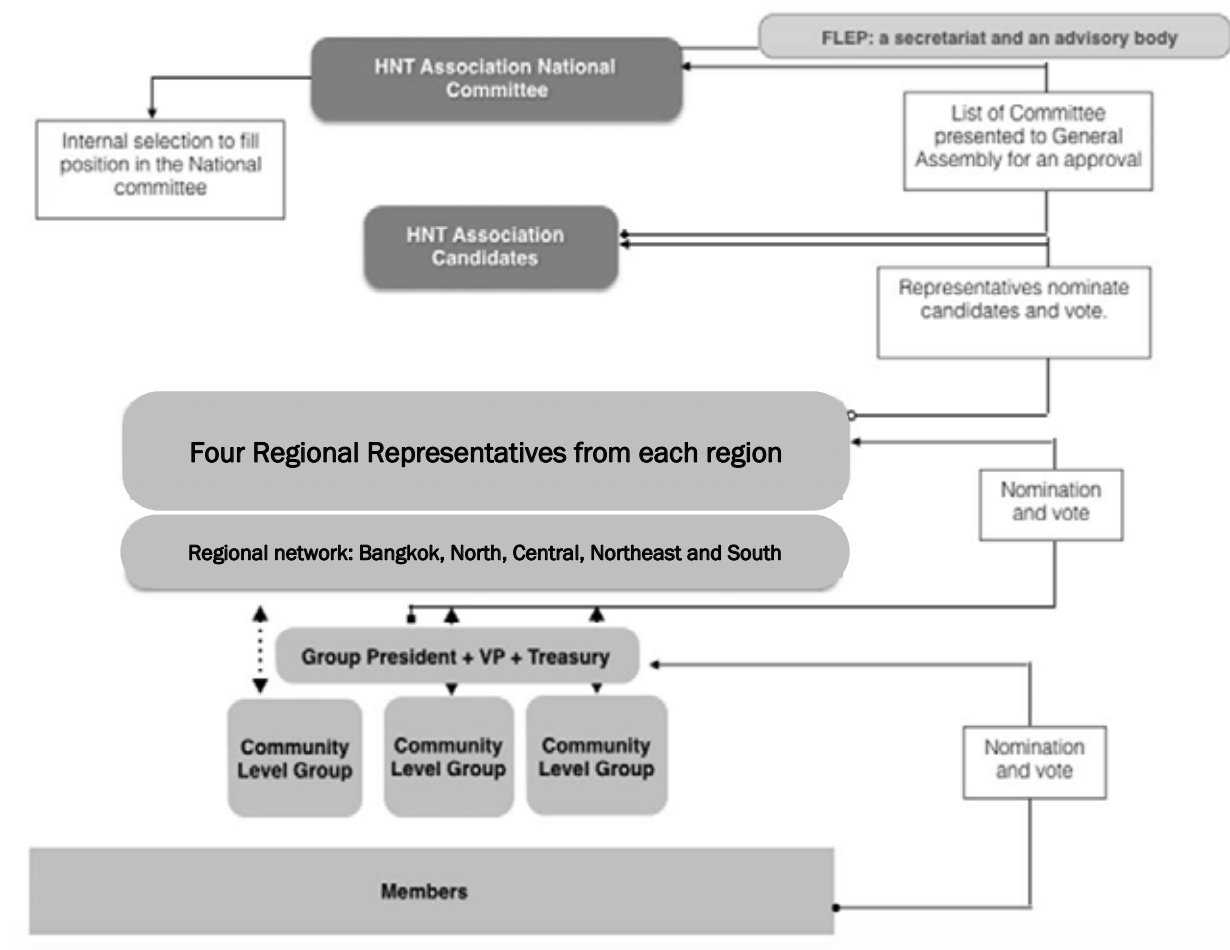 FLEP: a secretariat and an advisory body
HNT Association National
Committee
List of Committee
presented to General
Assembly for an approval
Internal selection to fill
position in the National
committee
HNT Association
Candidates
Representatives nominate
candidates and vote.
Four Regional Representatives from each region
Nomination
and vote
Regional network: Bangkok, North, Central, Northeast and South
Group President + VP + Treasury
Community
Level Group
Community
Level Group
Community
Level Group
Nomination
and vote
Members